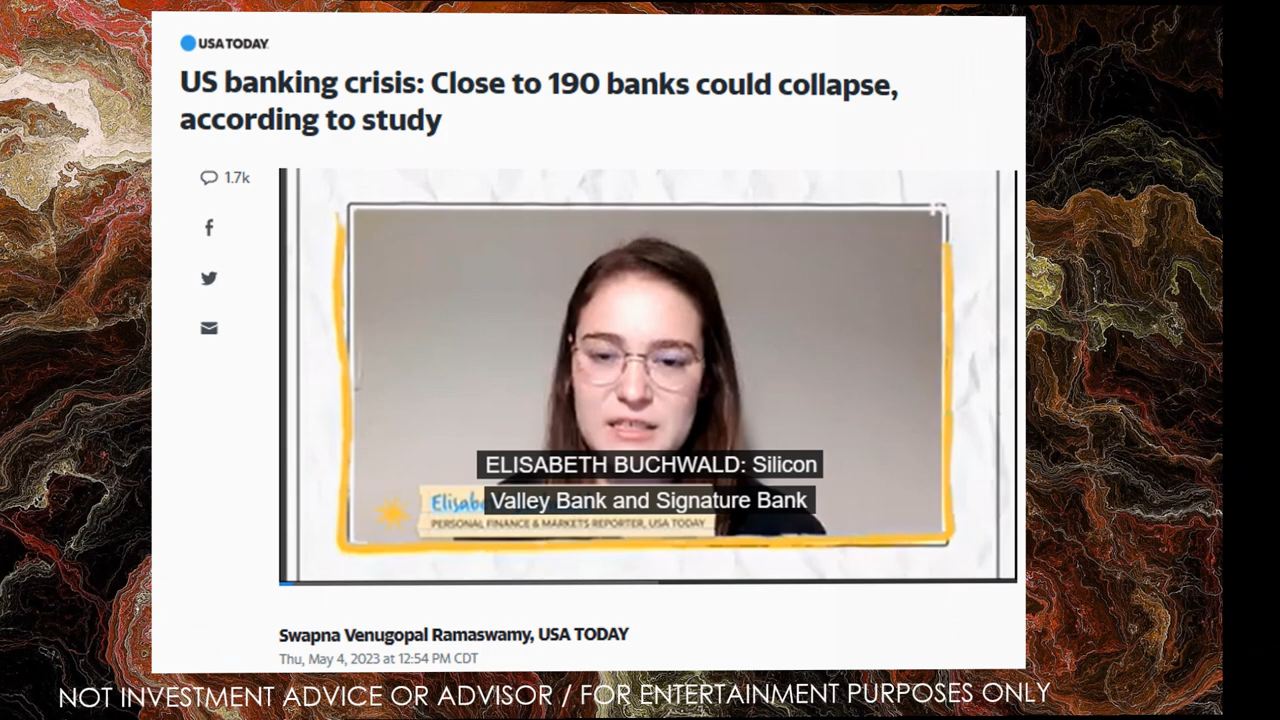 USA TODAY
US banking crisis: Close to 190 banks could collapse,
according to study
1.7k
ELISABETH BUCHWALD: Silicon
Valley Bank and Signature Bank
PERSONAL FINANCE & MARKETS REPORTER, USA TODAY
Swapna Venugopal Ramaswamy, USA TODAY
Thu, May 4, 2023 at 12:54 PM CDT
NOT INVESTMENT ADVICE OR ADVISOR / FOR ENTERTAINMENT PURPOSES ONLY